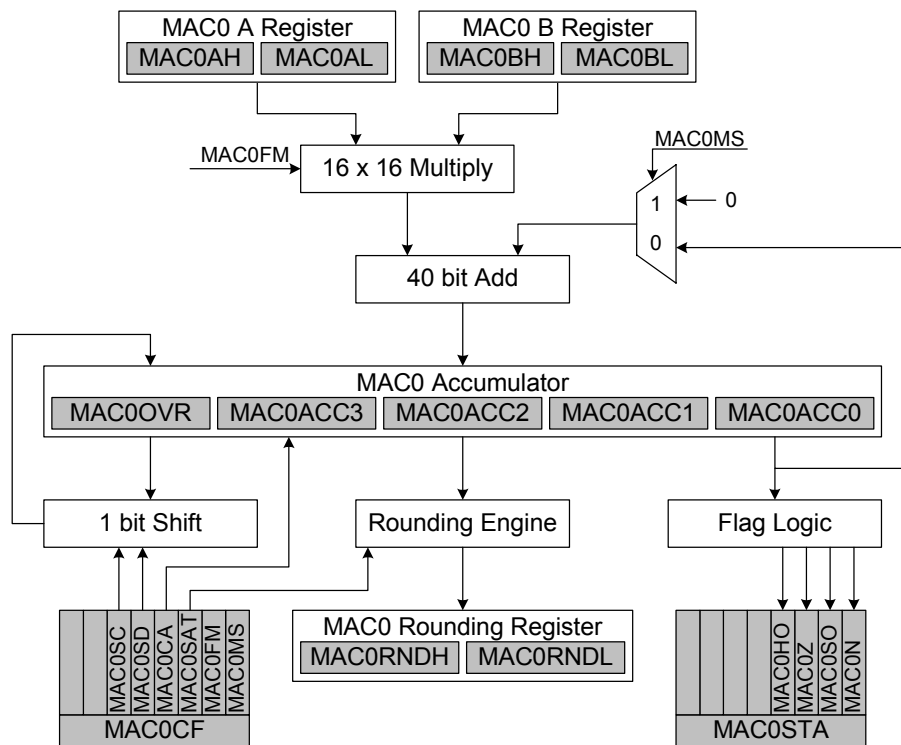 MAC0 A Register
MAC0AH MAC0AL
MAC0 B Register
MAC0BH MAC0BL
MAC0FM
16 x 16 Multiply
MAC0MS
1
0
0
40 bit Add
MAC0 Accumulator
MAC0OVR MAC0ACC3 MAC0ACC2 MAC0ACC1 MAC0ACC0
1 bit Shift
Rounding Engine
Flag Logic
MAC0SC
MAC0SD
MAC0CA
MAC0SAT
MAC0FM
MAC0MS
MAC0CF
MAC0 Rounding Register
MAC0RNDH MAC0RNDL
MAC0HO
MAC0Z
MAC0SO
MAC0N
MAC0STA